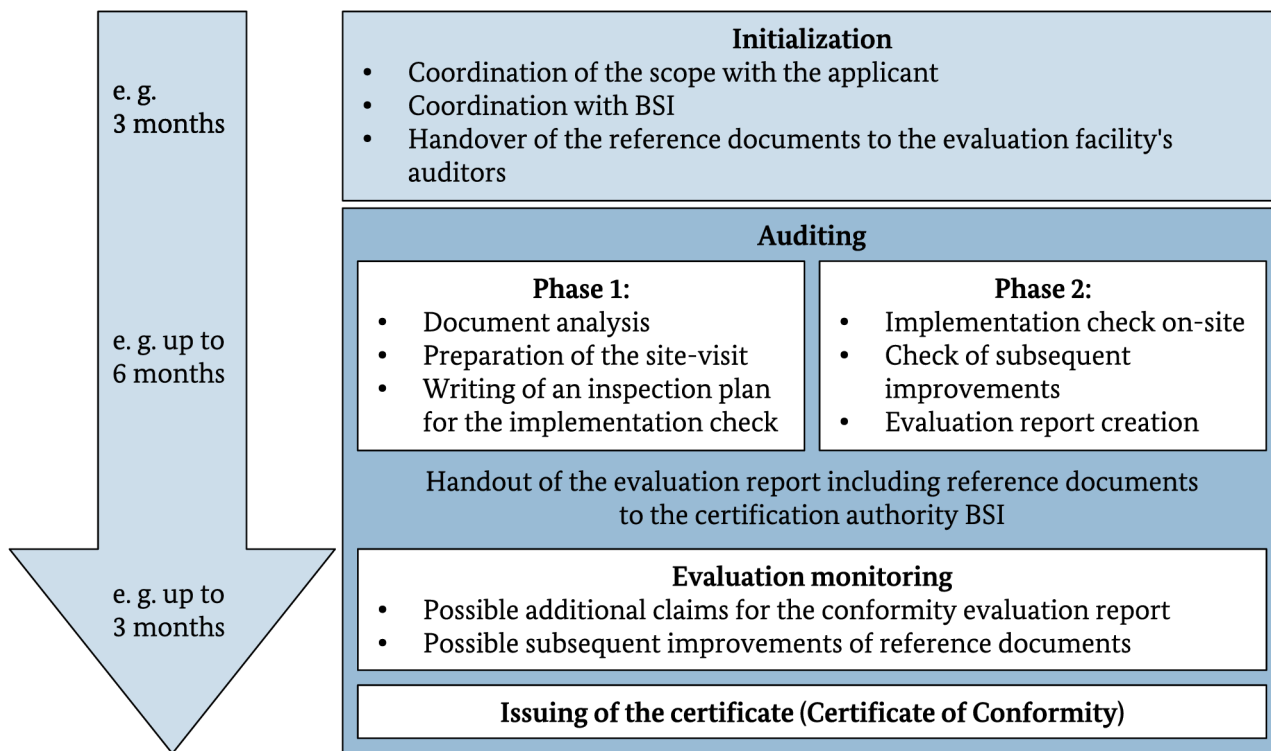 e. g.
3 months
Initialization
• Coordination of the scope with the applicant
• Coordination with BSI
• Handover of the reference documents to the evaluation facility's
auditors
e. g. up to
6 months
Auditing
Phase 1:
• Document analysis
• Preparation of the site-visit
• Writing of an inspection plan
for the implementation check
Phase 2:
• Implementation check on-site
• Check of subsequent
improvements
• Evaluation report creation
Handout of the evaluation report including reference documents
to the certification authority BSI
e. g. up to
3 months
Evaluation monitoring
• Possible additional claims for the conformity evaluation report
• Possible subsequent improvements of reference documents
Issuing of the certificate (Certificate of Conformity)